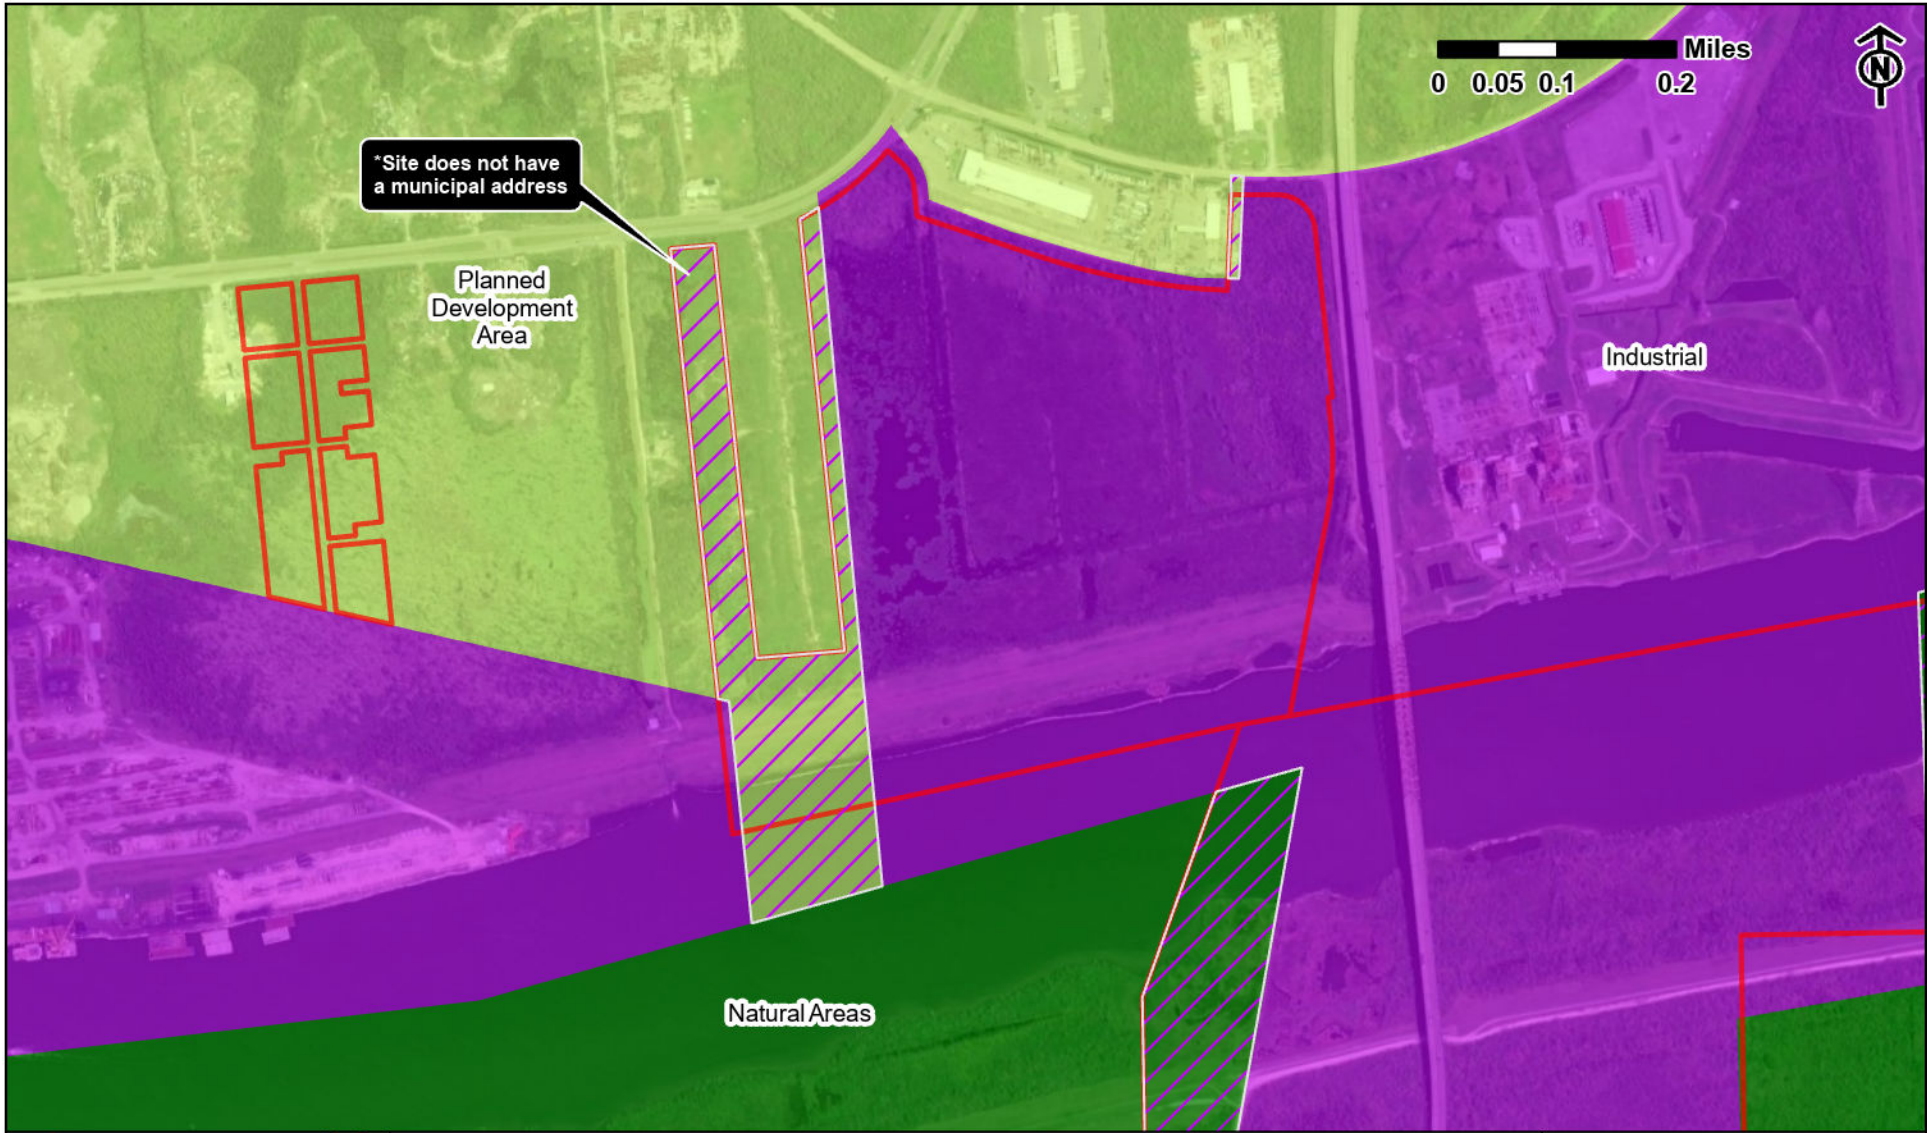 Miles
0 0.05 0.1 0.2
N
*Site does not have
a municipal address
Planned
Development
Area
Industrial
Natural Areas